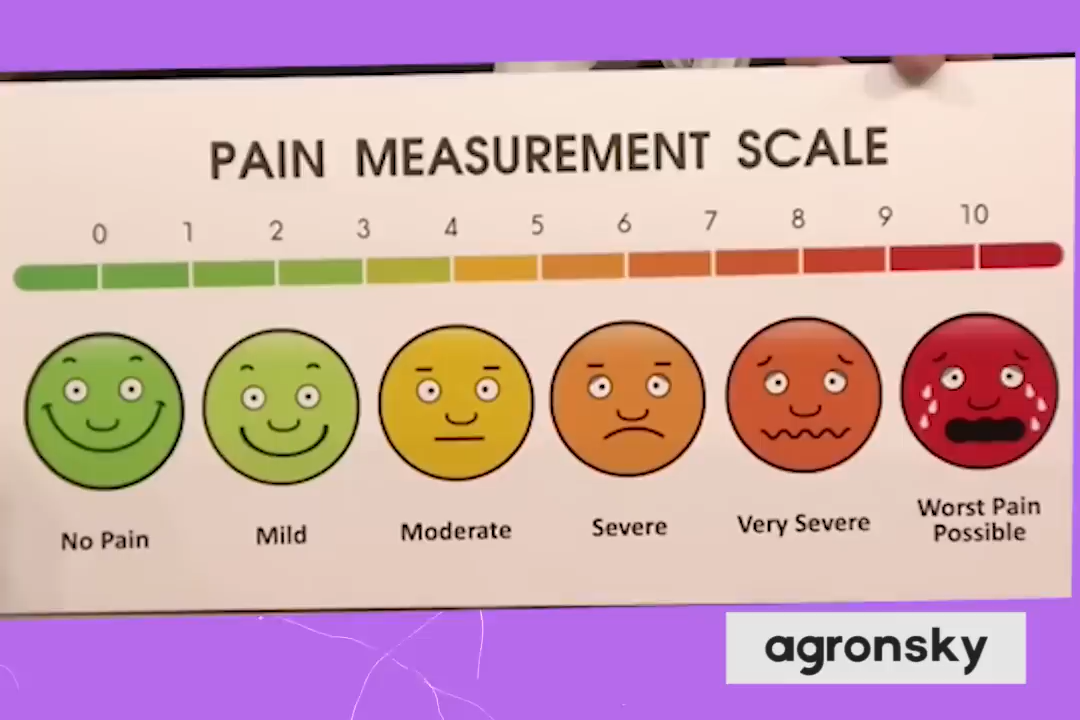 PAIN MEASUREMENT SCALE
0 1 2 3 4 5 6 7 8 9 10
No Pain Mild Moderate Severe Very Severe Worst Pain
Possible
agronsky